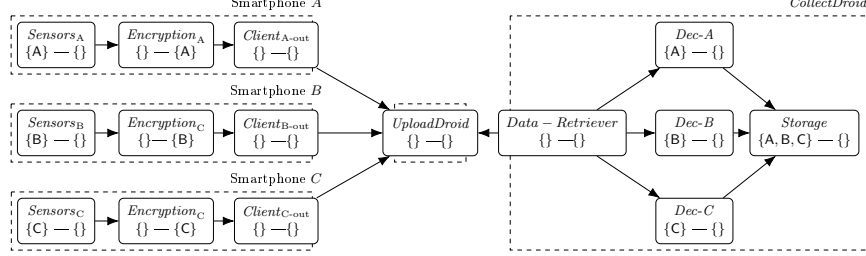 Smartphone A
CollectDroid
Sensors_A
{A} — {}
Encryption_A
{} — {A}
Client_A-out
{} —{}
Dec-A
{A} — {}
Smartphone B
Sensors_B
{B} — {}
Encryption_C
{}— {B}
Client_B-out
{} —{}
UploadDroid
{} —{}
Data − Retriever
{} —{}
Dec-B
{B} — {}
Storage
{A, B, C} — {}
Smartphone C
Sensors_C
{C} — {}
Encryption_C
{} — {C}
Client_C-out
{} —{}
Dec-C
{C} — {}